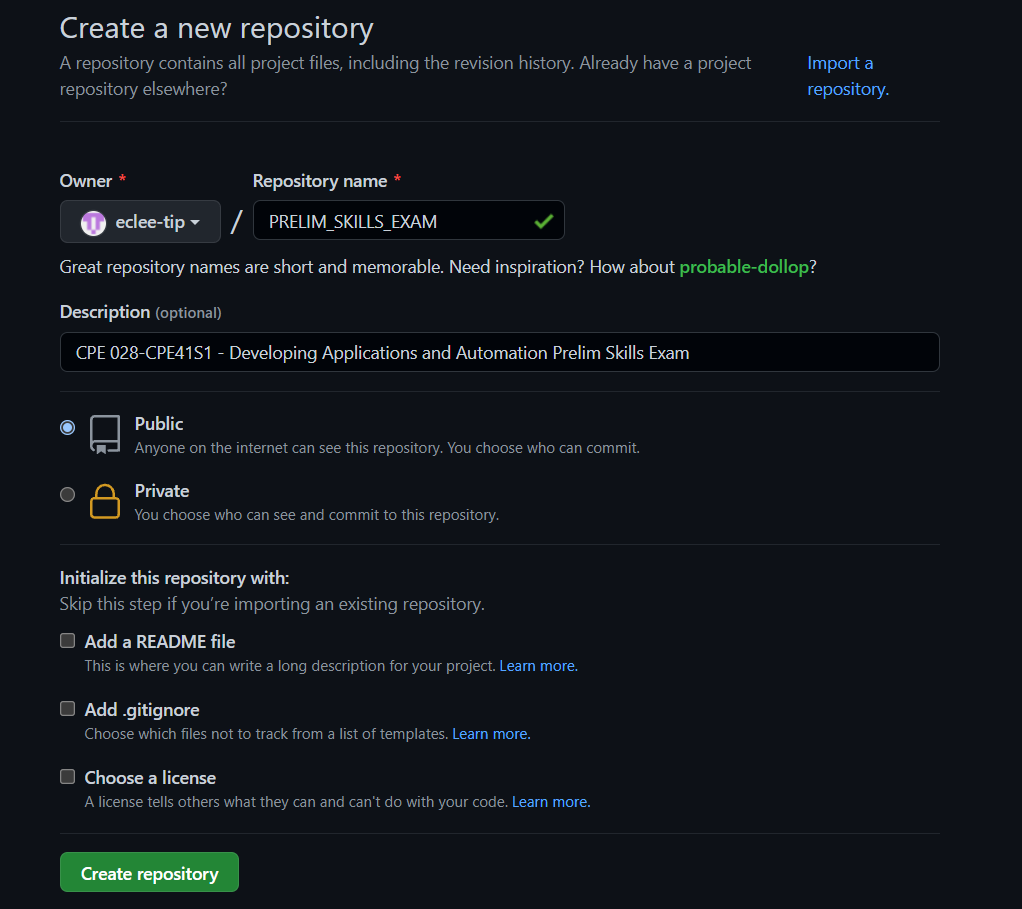 Create a new repository
A repository contains all project files, including the revision history. Already have a project
repository elsewhere?
Import a
repository.
Owner *
Repository name *
eclee-tip
/
PRELIM_SKILLS_EXAM
Great repository names are short and memorable. Need inspiration? How about probable-dollop?
Description (optional)
CPE 028-CPE41S1 - Developing Applications and Automation Prelim Skills Exam
Public
Anyone on the internet can see this repository. You choose who can commit.
Private
You choose who can see and commit to this repository.
Initialize this repository with:
Skip this step if you’re importing an existing repository.
Add a README file
This is where you can write a long description for your project. Learn more.
Add .gitignore
Choose which files not to track from a list of templates. Learn more.
Choose a license
A license tells others what they can and can't do with your code. Learn more.
Create repository